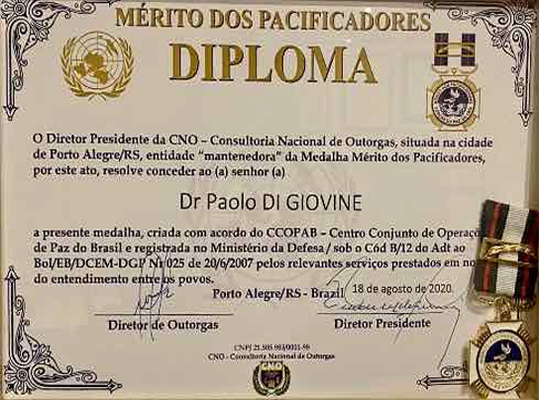 MÉRITO DOS PACIFICADORES
DIPLOMA
O Diretor Presidente da CNO – Consultoria Nacional de Outorgas, situada na cidade
de Porto Alegre/RS, entidade "mantenedora" da Medalha Mérito dos Pacificadores,
por este ato, resolve conceder ao (a) senhor (a)
Dr Paolo DI GIOVINE
a presente medalha, criada com acordo do CCOPAB – Centro Conjunto de Operaçõ
de Paz do Brasil e registrada no Ministério da Defesa / sob o Cód B/12 do Adt ao
Bol/EB/DCEM-DGP Nr 025 de 20/6/2007 pelos relevantes serviços prestados em no
do entendimento entre os povos.
Porto Alegre/RS - Brazil 18 de agosto de 2020
Diretor de Outorgas
Diretor Presidente
CNO - Consultoria Nacional de Outorgas
CNO